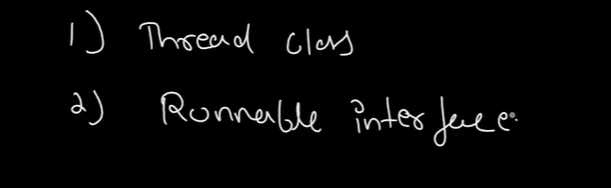 1) Thread class
2) Runnable interface